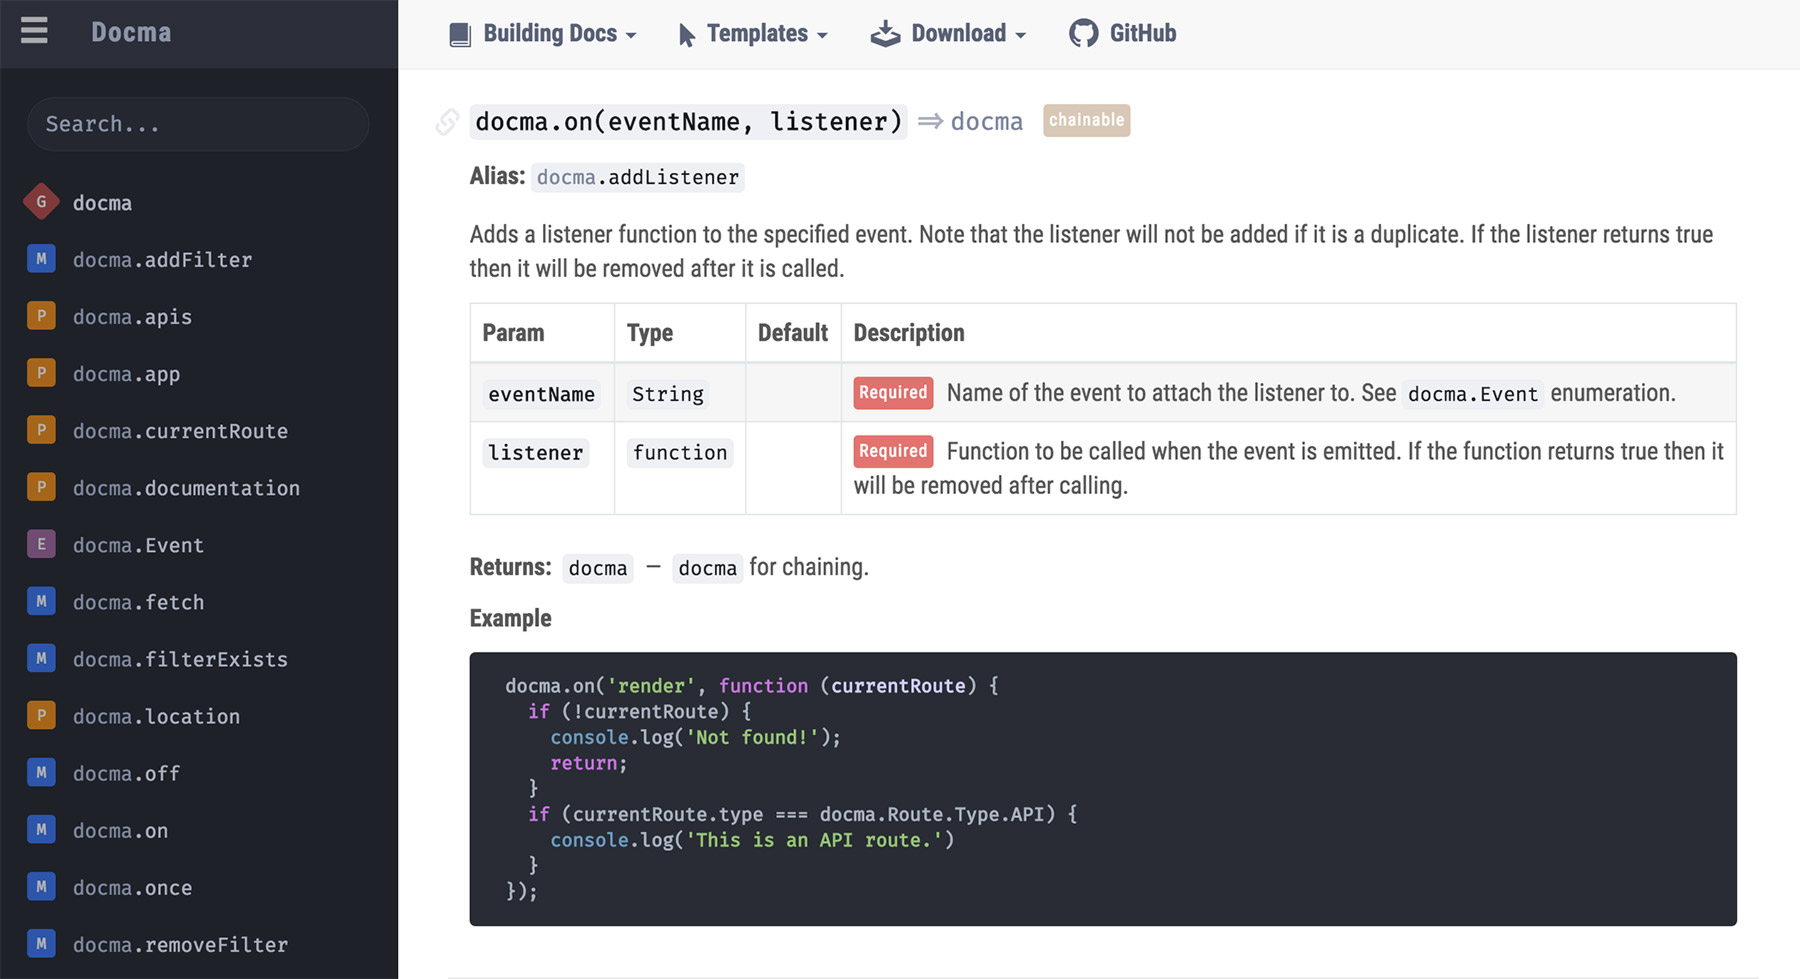 Docma
Search...
G docma
M docma.addFilter
P docma.apis
P docma.app
P docma.currentRoute
P docma.documentation
E docma.Event
M docma.fetch
M docma.filterExists
P docma.location
M docma.off
M docma.on
M docma.once
M docma.removeFilter
Building Docs Templates Download GitHub
docma.on(eventName, listener) ⇒ docma chainable
Alias: docma.addListener
Adds a listener function to the specified event. Note that the listener will not be added if it is a duplicate. If the listener returns true
then it will be removed after it is called.
Param Type Default Description
eventName String Required Name of the event to attach the listener to. See docma.Event enumeration.
listener function Required Function to be called when the event is emitted. If the function returns true then it
will be removed after calling.
Returns: docma — docma for chaining.
Example
docma.on('render', function (currentRoute) {
  if (!currentRoute) {
    console.log('Not found!');
    return;
  }
  if (currentRoute.type === docma.Route.Type.API) {
    console.log('This is an API route.')
  }
});